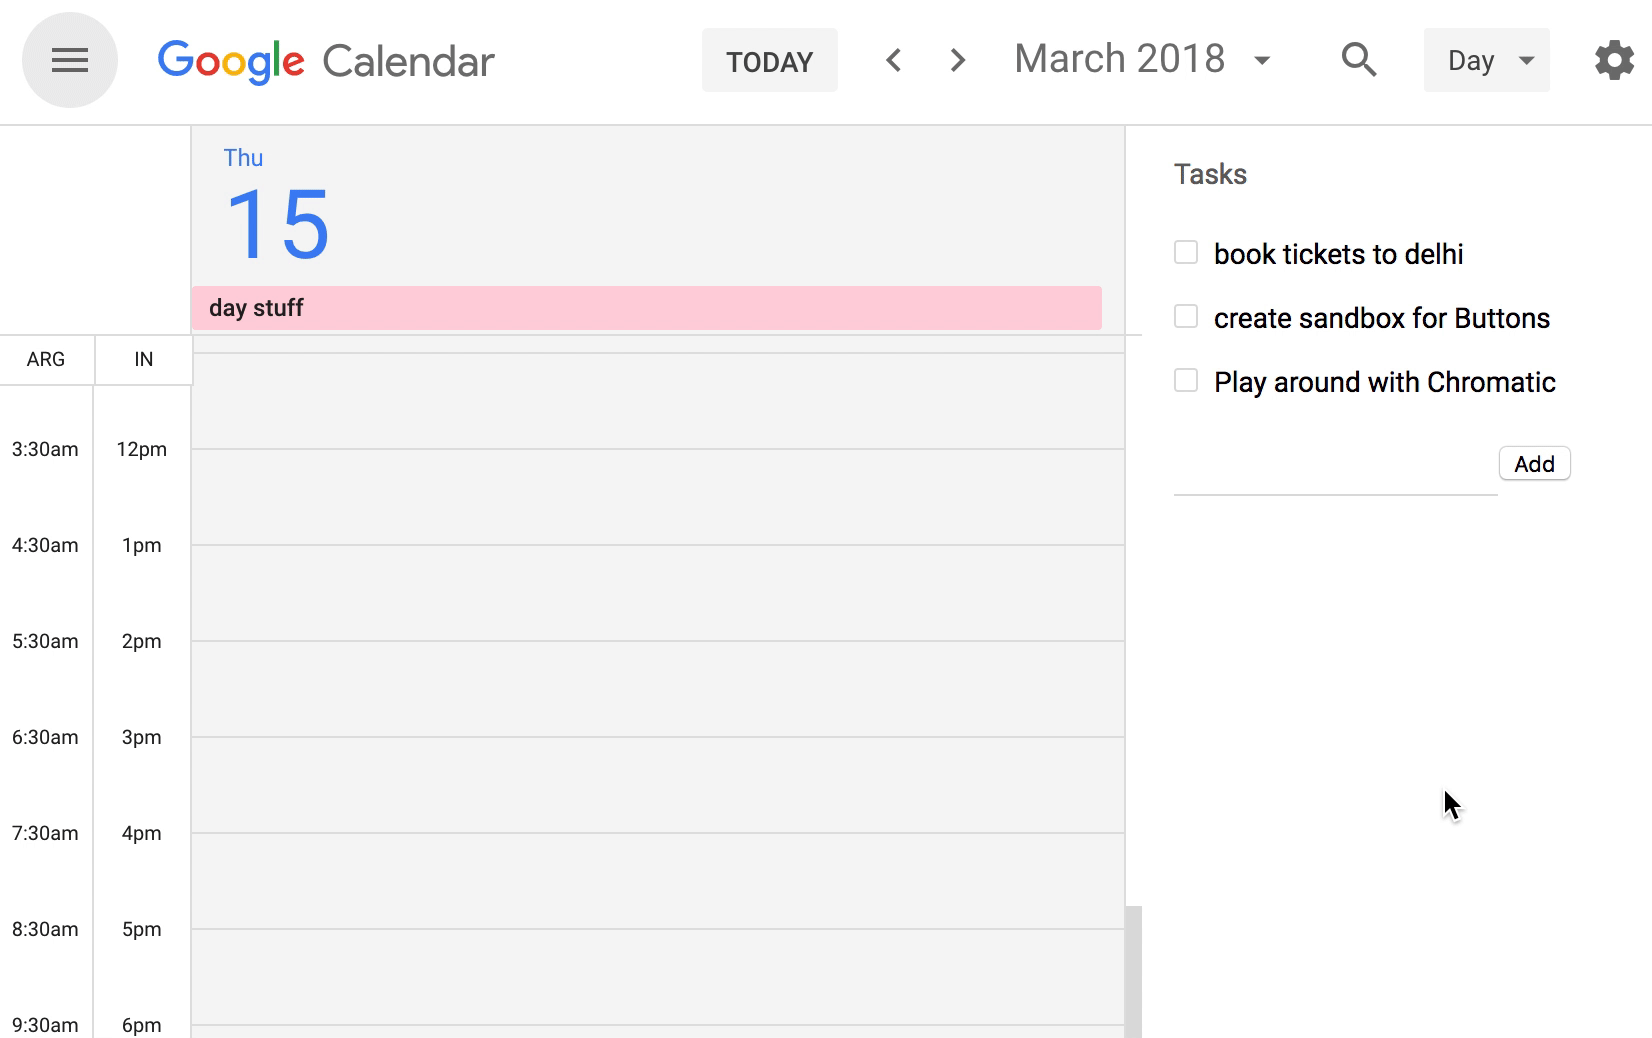 Google Calendar
TODAY
March 2018
Day
Thu
15
day stuff
ARG IN
3:30am 12pm
4:30am 1pm
5:30am 2pm
6:30am 3pm
7:30am 4pm
8:30am 5pm
9:30am 6pm
Tasks
book tickets to delhi
create sandbox for Buttons
Play around with Chromatic
Add